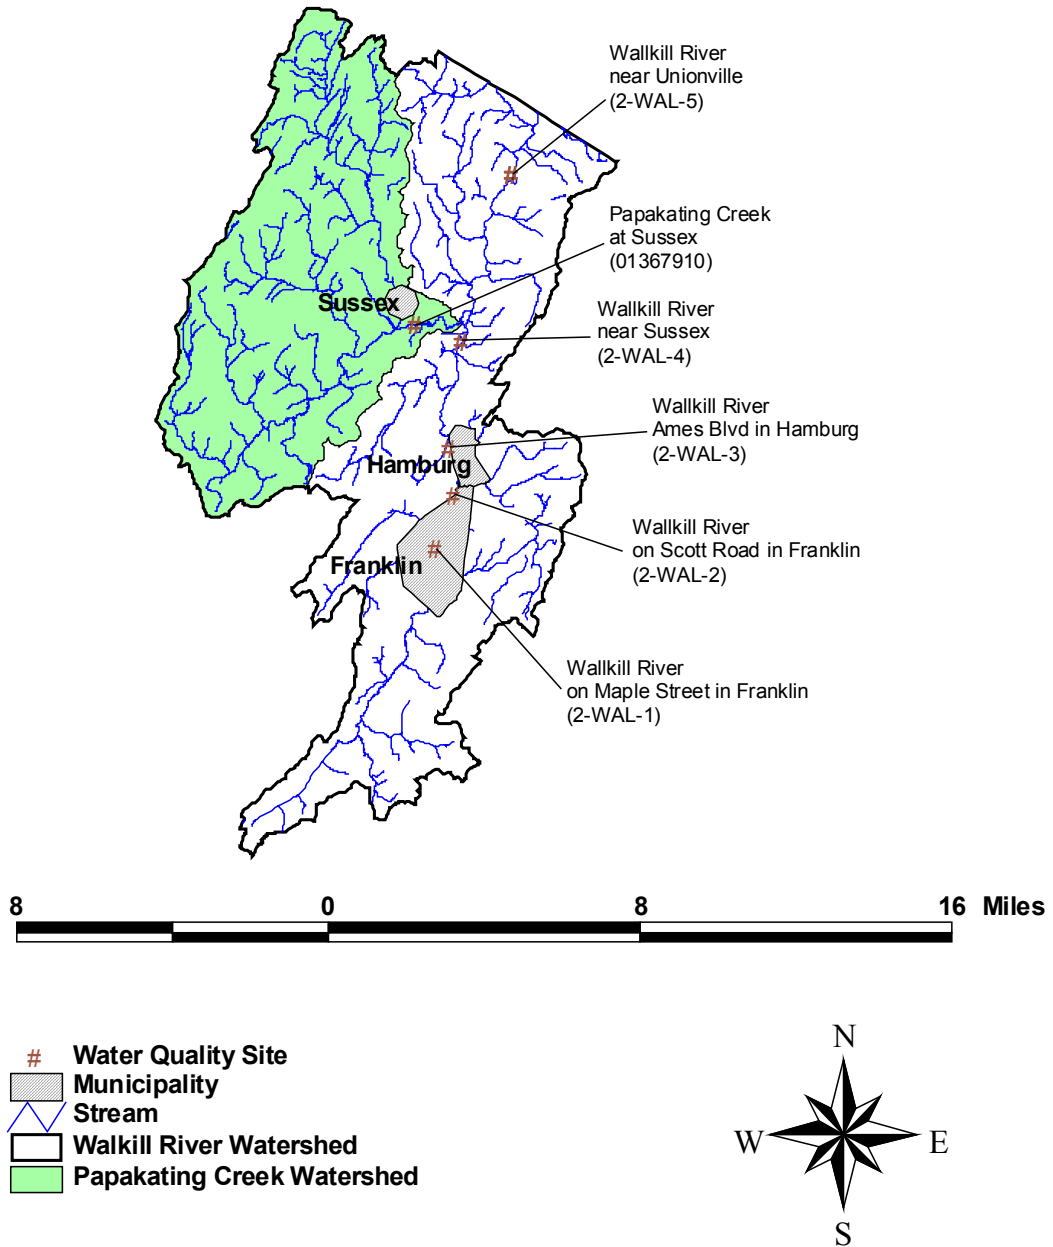 Wallkill River
near Unionville
(2-WAL-5)
Papakating Creek
at Sussex
(01367910)
Sussex
Wallkill River
near Sussex
(2-WAL-4)
Wallkill River
Ames Blvd in Hamburg
(2-WAL-3)
Hamburg
Wallkill River
on Scott Road in Franklin
(2-WAL-2)
Franklin
Wallkill River
on Maple Street in Franklin
(2-WAL-1)
8 0 8 16 Miles
# Water Quality Site
Municipality
Stream
Walkill River Watershed
Papakating Creek Watershed
N
W E
S